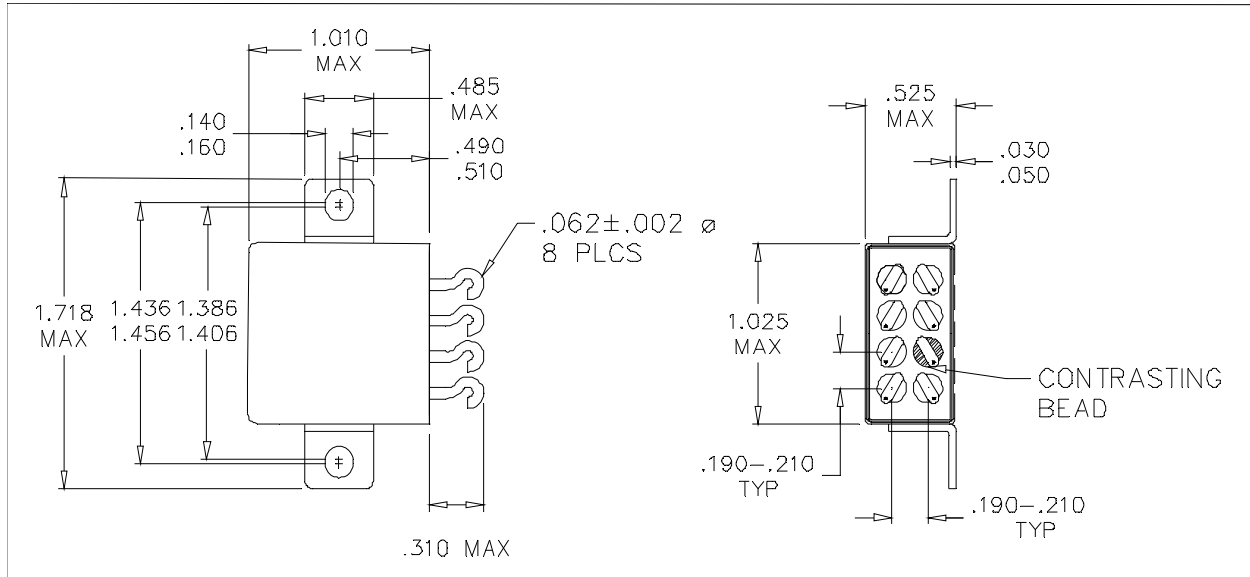 1.010
MAX
.485
MAX
.140
.160
.490
.510
.062±.002 ⌀
8 PLCS
1.718
MAX
1.436
1.456
1.386
1.406
.310 MAX
.525
MAX
.030
.050
1.025
MAX
CONTRASTING
BEAD
.190-.210
TYP
.190-.210
TYP